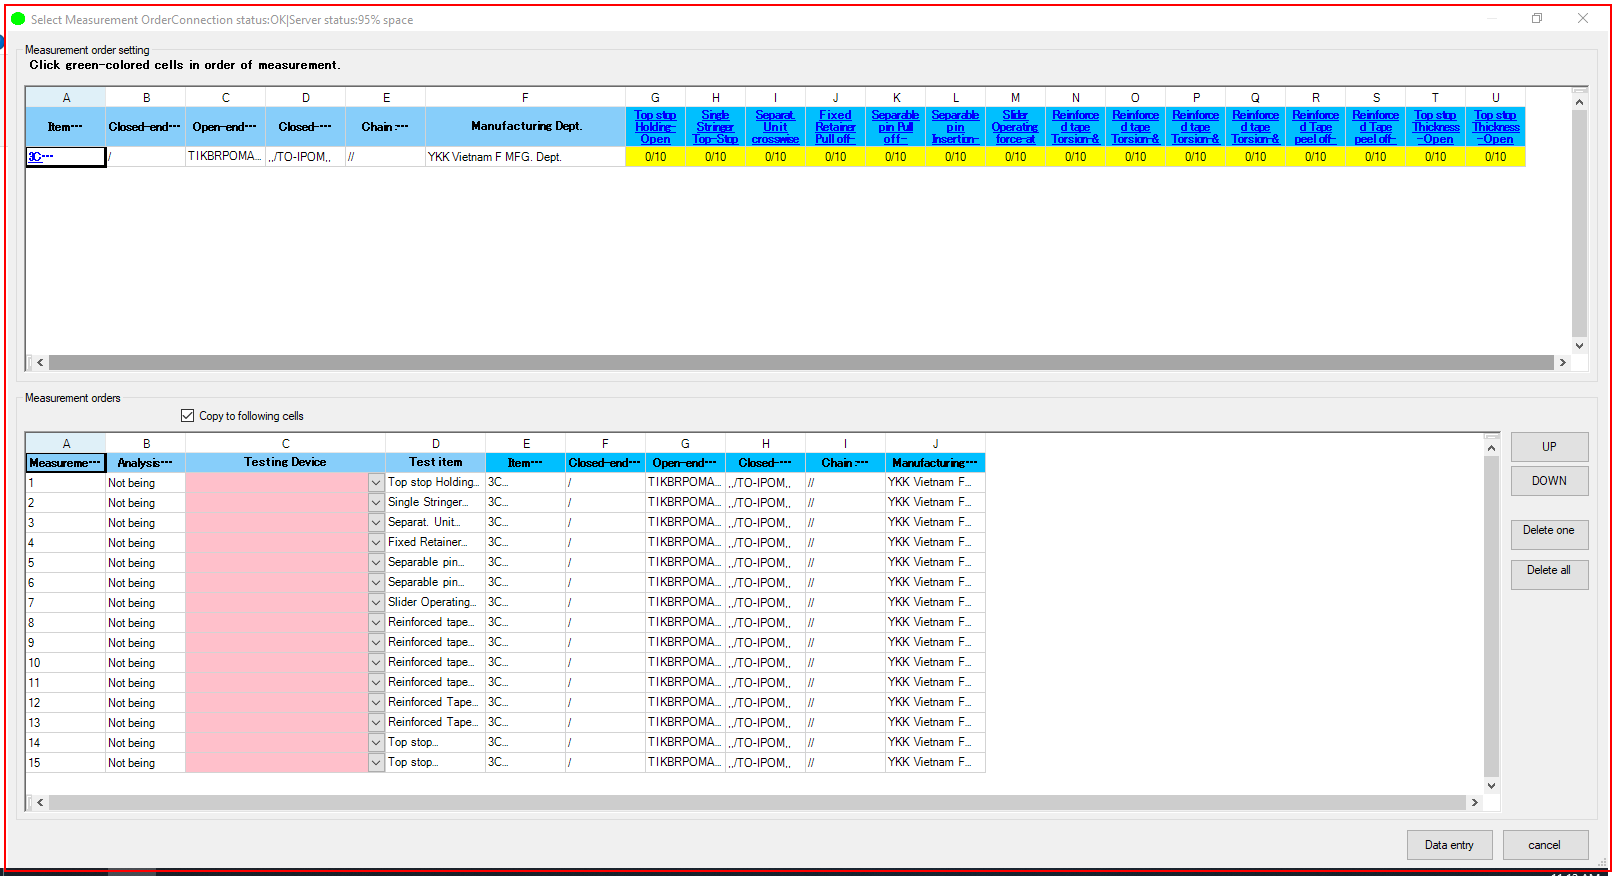 Select Measurement OrderConnection status:OK|Server status:95% space
Measurement order setting
Click green-colored cells in order of measurement.
A B C D E F G H I J K L M N O P Q R S T U
Item--- Closed-end--- Open-end--- Closed---- Chain :--- Manufacturing Dept. Top stop Holding- Open Single Stringer Top-Stop Separat. Unit crosswise Fixed Retainer Pull off- Separable pin Pull off- Separable pin Insertion- Slider Operating force-at Reinforce d tape Torsion-& Reinforce d tape Torsion-& Reinforce d tape Torsion-& Reinforce d tape Torsion-& Reinforce d Tape peel off- Reinforce d Tape peel off- Top stop Thickness -Open Top stop Thickness -Open
3C--- / TIKBRPOMA... ,,/TO-IPOM,, // YKK Vietnam F MFG. Dept. 0/10 0/10 0/10 0/10 0/10 0/10 0/10 0/10 0/10 0/10 0/10 0/10 0/10 0/10 0/10
Measurement orders
Copy to following cells
A B C D E F G H I J
Measureme--- Analysis--- Testing Device Test item Item--- Closed-end--- Open-end--- Closed---- Chain :--- Manufacturing---
1 Not being Top stop Holding... 3C... / TIKBRPOMA... ,,/TO-IPOM,, // YKK Vietnam F...
2 Not being Single Stringer... 3C... / TIKBRPOMA... ,,/TO-IPOM,, // YKK Vietnam F...
3 Not being Separat. Unit... 3C... / TIKBRPOMA... ,,/TO-IPOM,, // YKK Vietnam F...
4 Not being Fixed Retainer... 3C... / TIKBRPOMA... ,,/TO-IPOM,, // YKK Vietnam F...
5 Not being Separable pin... 3C... / TIKBRPOMA... ,,/TO-IPOM,, // YKK Vietnam F...
6 Not being Separable pin... 3C... / TIKBRPOMA... ,,/TO-IPOM,, // YKK Vietnam F...
7 Not being Slider Operating... 3C... / TIKBRPOMA... ,,/TO-IPOM,, // YKK Vietnam F...
8 Not being Reinforced tape... 3C... / TIKBRPOMA... ,,/TO-IPOM,, // YKK Vietnam F...
9 Not being Reinforced tape... 3C... / TIKBRPOMA... ,,/TO-IPOM,, // YKK Vietnam F...
10 Not being Reinforced tape... 3C... / TIKBRPOMA... ,,/TO-IPOM,, // YKK Vietnam F...
11 Not being Reinforced tape... 3C... / TIKBRPOMA... ,,/TO-IPOM,, // YKK Vietnam F...
12 Not being Reinforced Tape... 3C... / TIKBRPOMA... ,,/TO-IPOM,, // YKK Vietnam F...
13 Not being Reinforced Tape... 3C... / TIKBRPOMA... ,,/TO-IPOM,, // YKK Vietnam F...
14 Not being Top stop... 3C... / TIKBRPOMA... ,,/TO-IPOM,, // YKK Vietnam F...
15 Not being Top stop... 3C... / TIKBRPOMA... ,,/TO-IPOM,, // YKK Vietnam F...
UP
DOWN
Delete one
Delete all
Data entry cancel